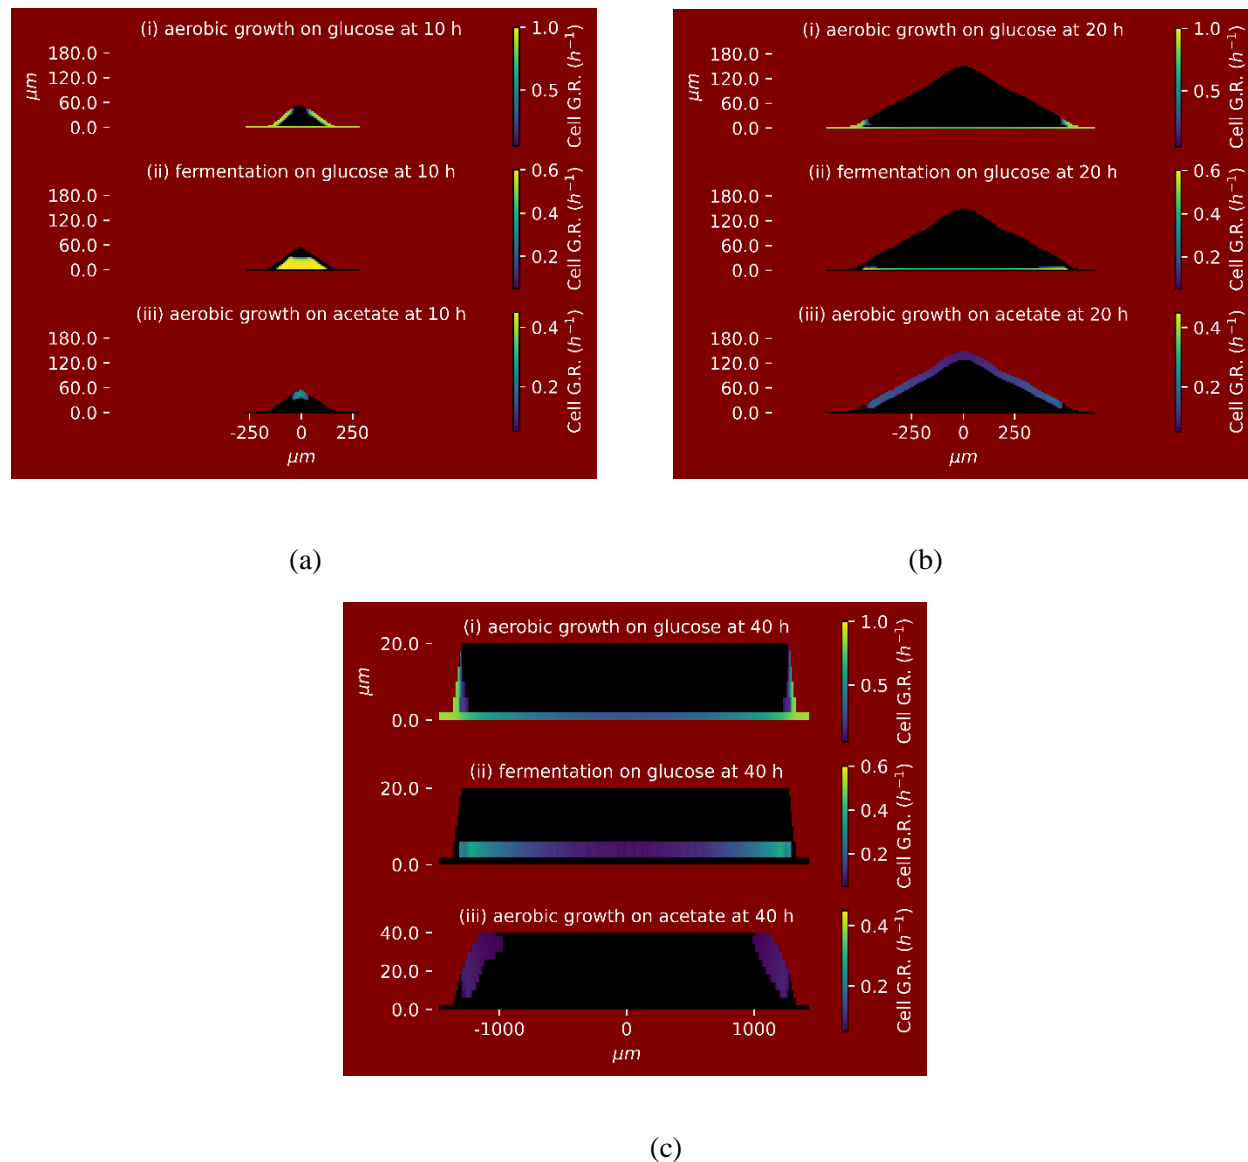 (i) aerobic growth on glucose at 10 h
180.0
120.0
60.0
0.0
μm
1.0
0.5
Cell G.R. (h⁻¹)
(ii) fermentation on glucose at 10 h
180.0
120.0
60.0
0.0
0.6
0.4
0.2
Cell G.R. (h⁻¹)
(iii) aerobic growth on acetate at 10 h
180.0
120.0
60.0
0.0
0.4
0.2
Cell G.R. (h⁻¹)
-250 0 250
μm
(a)
(i) aerobic growth on glucose at 20 h
180.0
120.0
60.0
0.0
μm
1.0
0.5
Cell G.R. (h⁻¹)
(ii) fermentation on glucose at 20 h
180.0
120.0
60.0
0.0
0.6
0.4
0.2
Cell G.R. (h⁻¹)
(iii) aerobic growth on acetate at 20 h
180.0
120.0
60.0
0.0
0.4
0.2
Cell G.R. (h⁻¹)
-250 0 250
μm
(b)
(i) aerobic growth on glucose at 40 h
20.0
0.0
μm
1.0
0.5
Cell G.R. (h⁻¹)
(ii) fermentation on glucose at 40 h
20.0
0.0
0.6
0.4
0.2
Cell G.R. (h⁻¹)
(iii) aerobic growth on acetate at 40 h
40.0
20.0
0.0
0.4
0.2
Cell G.R. (h⁻¹)
-1000 0 1000
μm
(c)